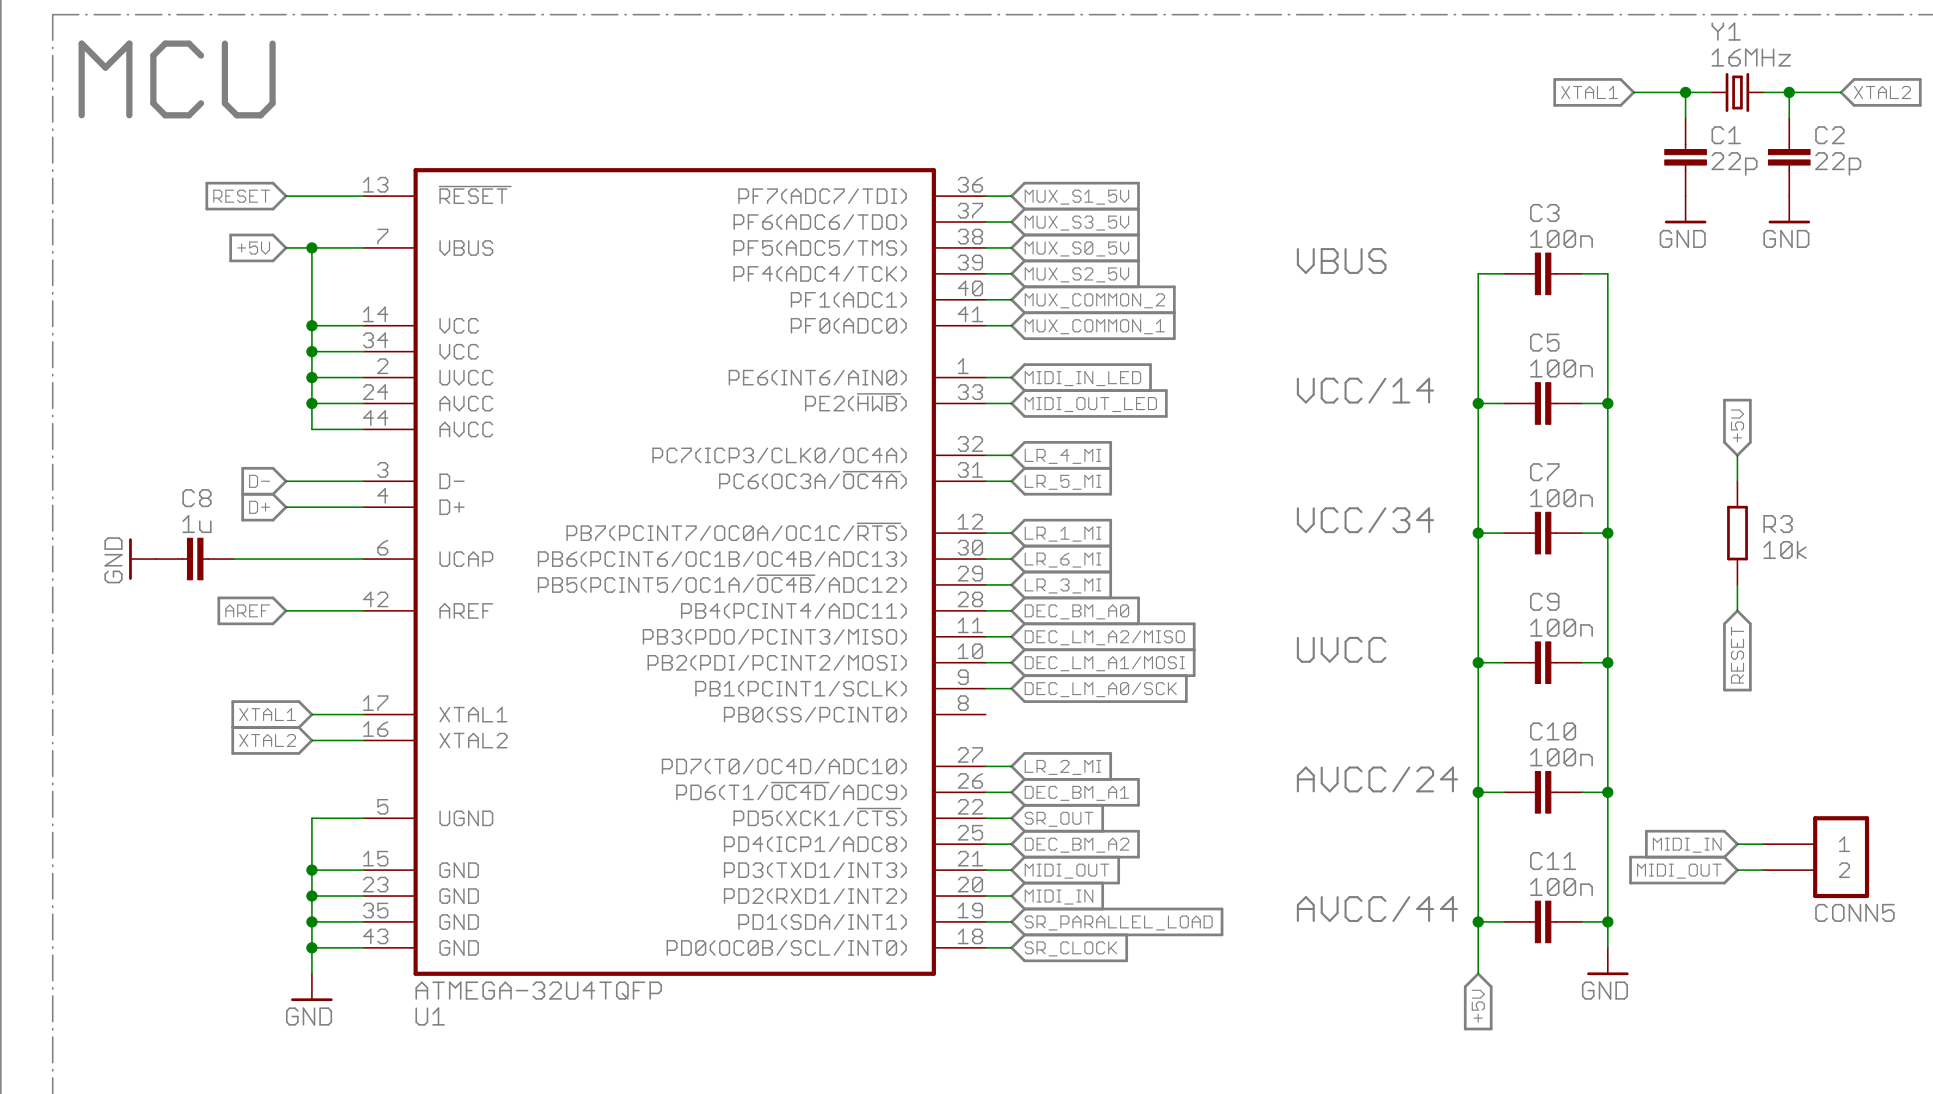 MCU
RESET
13
RESET
+5V
7
VBUS
14
VCC
34
VCC
2
UVCC
24
AVCC
44
AVCC
D-
3
D-
D+
4
D+
C8
1u
GND
6
UCAP
AREF
42
AREF
XTAL1
17
XTAL1
XTAL2
16
XTAL2
5
UGND
15
GND
23
GND
35
GND
43
GND
GND
PF7(ADC7/TDI)
36
MUX_S1_5V
PF6(ADC6/TDO)
37
MUX_S3_5V
PF5(ADC5/TMS)
38
MUX_S0_5V
PF4(ADC4/TCK)
39
MUX_S2_5V
PF1(ADC1)
40
MUX_COMMON_2
PF0(ADC0)
41
MUX_COMMON_1
PE6(INT6/AIN0)
1
MIDI_IN_LED
PE2(HWB)
33
MIDI_OUT_LED
PC7(ICP3/CLK0/OC4A)
32
LR_4_MI
PC6(OC3A/OC4A)
31
LR_5_MI
PB7(PCINT7/OC0A/OC1C/RTS)
12
LR_1_MI
PB6(PCINT6/OC1B/OC4B/ADC13)
30
LR_6_MI
PB5(PCINT5/OC1A/OC4B/ADC12)
29
LR_3_MI
PB4(PCINT4/ADC11)
28
DEC_BM_A0
PB3(PDO/PCINT3/MISO)
11
DEC_LM_A2/MISO
PB2(PDI/PCINT2/MOSI)
10
DEC_LM_A1/MOSI
PB1(PCINT1/SCLK)
9
DEC_LM_A0/SCK
PB0(SS/PCINT0)
8
PD7(T0/OC4D/ADC10)
27
LR_2_MI
PD6(T1/OC4D/ADC9)
26
DEC_BM_A1
PD5(XCK1/CTS)
22
SR_OUT
PD4(ICP1/ADC8)
25
DEC_BM_A2
PD3(TXD1/INT3)
21
MIDI_OUT
PD2(RXD1/INT2)
20
MIDI_IN
PD1(SDA/INT1)
19
SR_PARALLEL_LOAD
PD0(OC0B/SCL/INT0)
18
SR_CLOCK
ATMEGA-32U4TQFP
U1
VBUS
C3
100n
VCC/14
C5
100n
VCC/34
C7
100n
UVCC
C9
100n
AVCC/24
C10
100n
AVCC/44
C11
100n
+5V
GND
Y1
16MHz
XTAL1
XTAL2
C1
22p
C2
22p
GND
GND
+5V
R3
10k
RESET
MIDI_IN
1
MIDI_OUT
2
CONN5